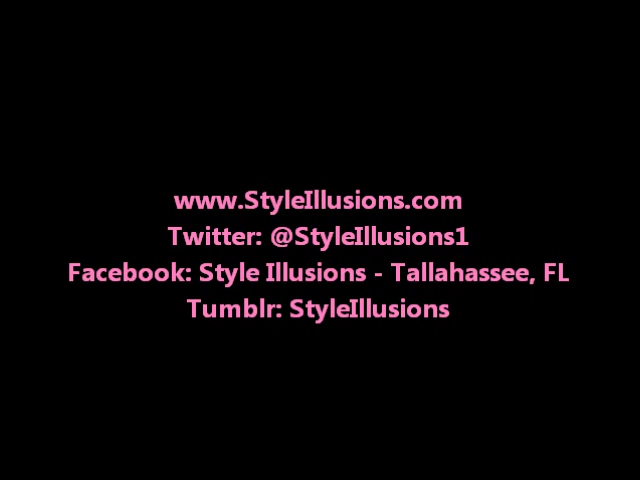 www.StyleIllusions.com
Twitter: @StyleIllusions1
Facebook: Style Illusions - Tallahassee, FL
Tumblr: StyleIllusions